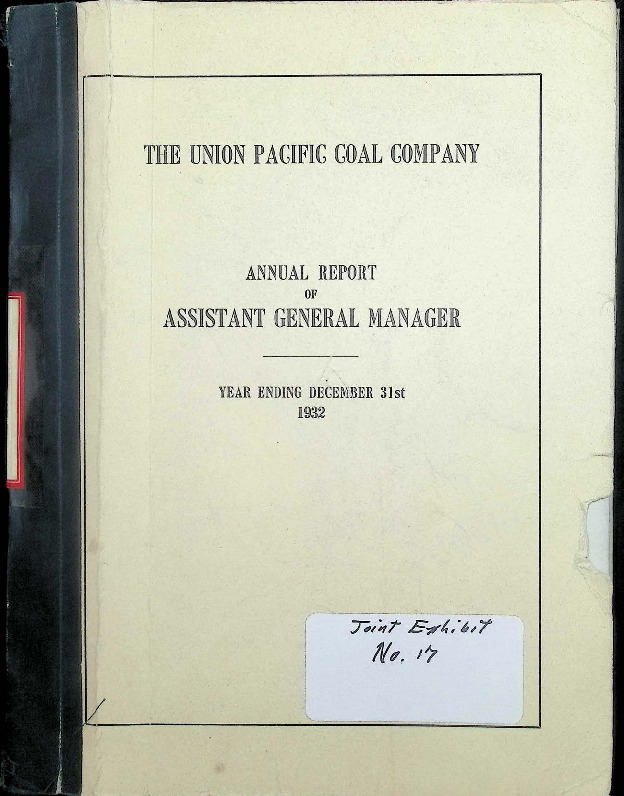 THE UNION PACIFIC COAL COMPANY
ANNUAL REPORT
OF
ASSISTANT GENERAL MANAGER
YEAR ENDING DECEMBER 31st
1932
Joint Exhibit
No. 17